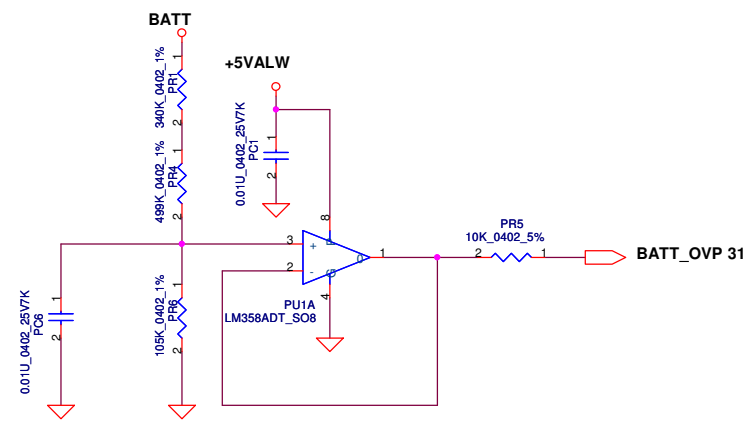 BATT
+5VALW
1
340K_0402_1%
PR1
2
1
499K_0402_1%
PR4
2
0.01U_0402_25V7K
PC1
1
2
8
3
+
P
2
-
G
0
1
4
PU1A
LM358ADT_SO8
PR5
10K_0402_5%
2
1
BATT_OVP 31
1
105K_0402_1%
PR6
2
0.01U_0402_25V7K
PC6
1
2